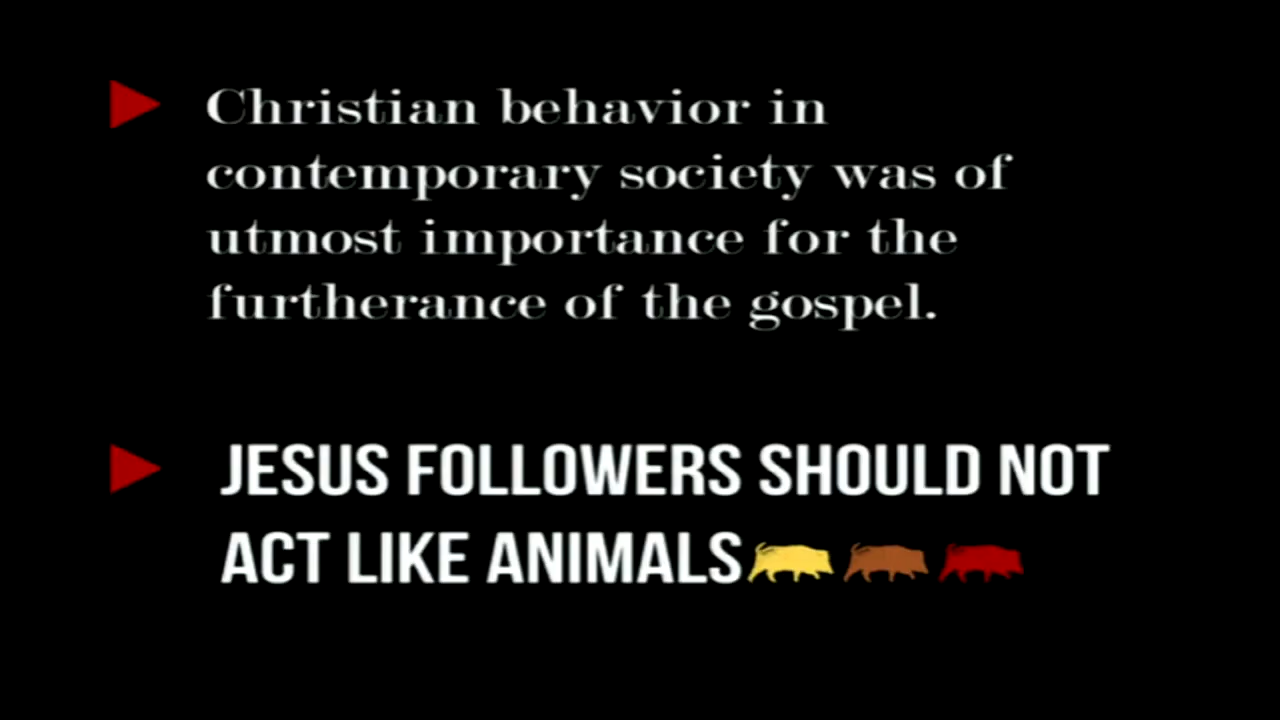 Christian behavior in
contemporary society was of
utmost importance for the
furtherance of the gospel.
JESUS FOLLOWERS SHOULD NOT
ACT LIKE ANIMALS